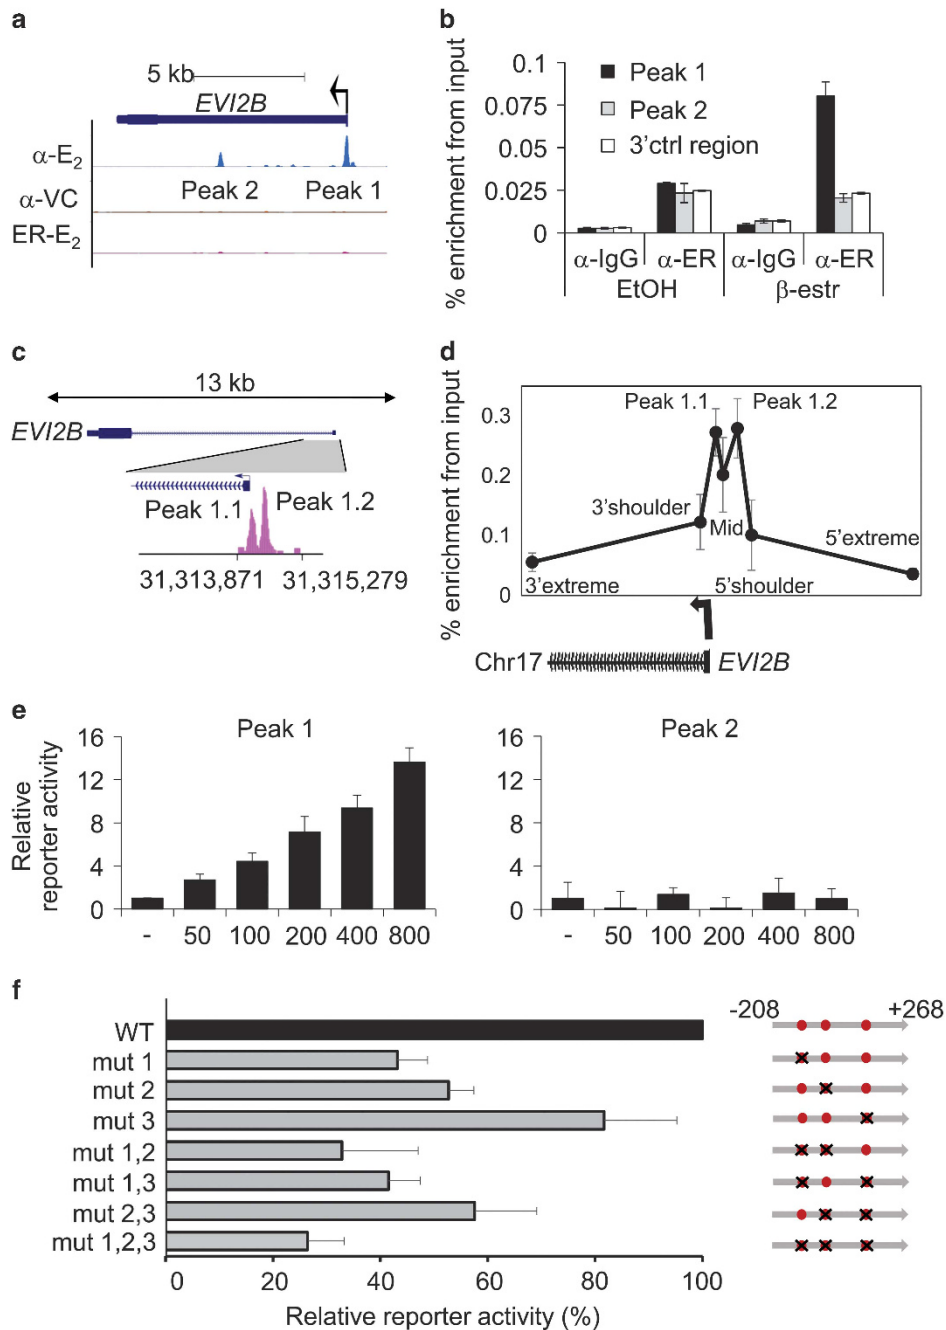 a
5 kb
EVI2B
α-E2
Peak 2
Peak 1
α-VC
ER-E2
b
% enrichment from input
0.1
0.075
0.05
0.025
0
Peak 1
Peak 2
3'ctrl region
α-IgG
α-ER
α-IgG
α-ER
EtOH
β-estr
c
13 kb
EVI2B
Peak 1.1
Peak 1.2
31,313,871
31,315,279
d
% enrichment from input
0.3
0.2
0.1
0
Peak 1.1
Peak 1.2
3'shoulder
Mid
5'extreme
3'extreme
5'shoulder
Chr17
EVI2B
e
Peak 1
Relative
reporter activity
16
12
8
4
0
- 50 100 200 400 800
Peak 2
16
12
8
4
0
- 50 100 200 400 800
f
WT
mut 1
mut 2
mut 3
mut 1,2
mut 1,3
mut 2,3
mut 1,2,3
0 20 40 60 80 100
Relative reporter activity (%)
-208 +268